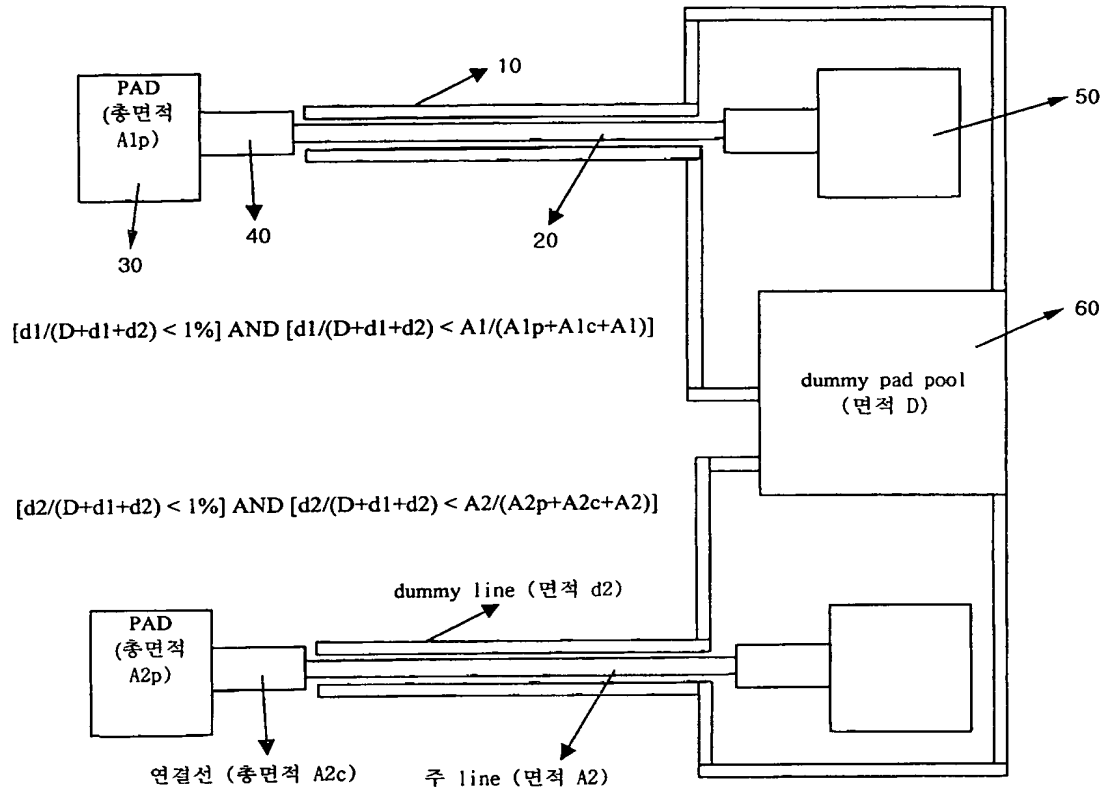 10
PAD
(총면적
A1p)
50
40
20
30
[d1/(D+d1+d2) < 1%] AND [d1/(D+d1+d2) < A1/(A1p+A1c+A1)]
60
dummy pad pool
(면적 D)
[d2/(D+d1+d2) < 1%] AND [d2/(D+d1+d2) < A2/(A2p+A2c+A2)]
dummy line (면적 d2)
PAD
(총면적
A2p)
연결선 (총면적 A2c)
주 line (면적 A2)